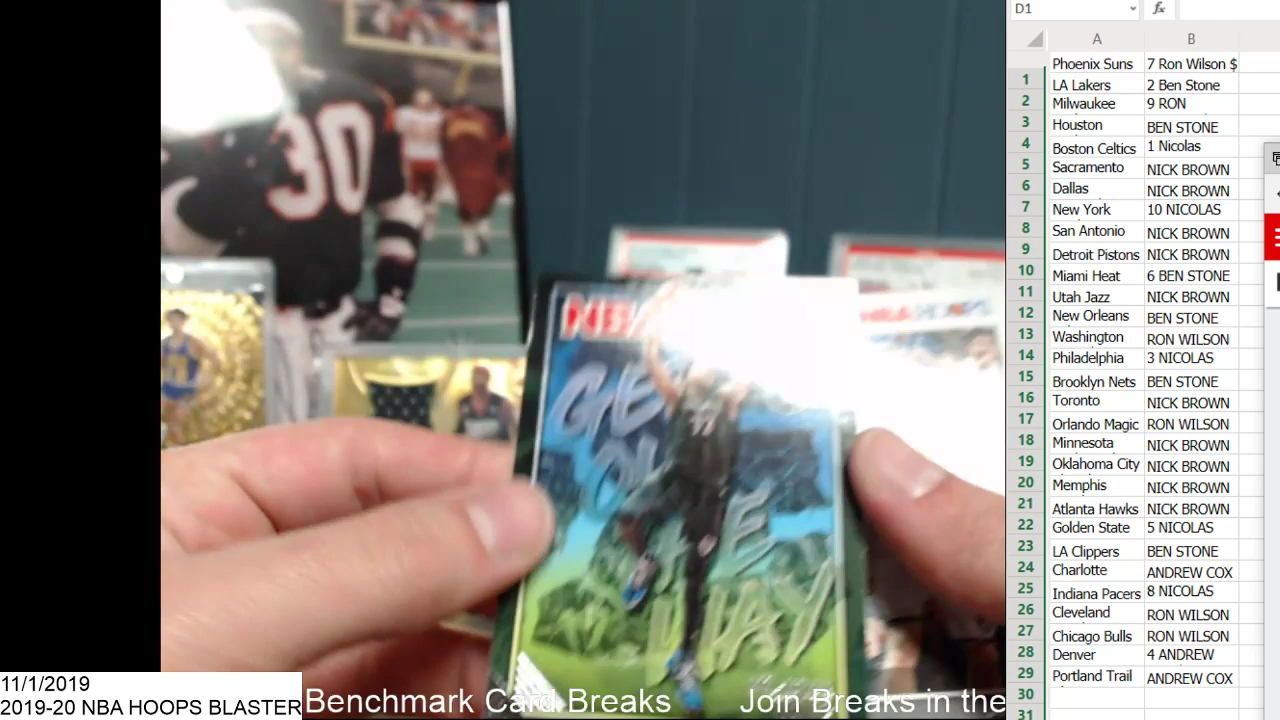 D1
fx
A B
Phoenix Suns 7 Ron Wilson $
1 LA Lakers 2 Ben Stone
2 Milwaukee 9 RON
3 Houston BEN STONE
4 Boston Celtics 1 Nicolas
5 Sacramento NICK BROWN
6 Dallas NICK BROWN
7 New York 10 NICOLAS
8 San Antonio NICK BROWN
9 Detroit Pistons NICK BROWN
10 Miami Heat 6 BEN STONE
11 Utah Jazz NICK BROWN
12 New Orleans BEN STONE
13 Washington RON WILSON
14 Philadelphia 3 NICOLAS
15 Brooklyn Nets BEN STONE
16 Toronto NICK BROWN
17 Orlando Magic RON WILSON
18 Minnesota NICK BROWN
19 Oklahoma City NICK BROWN
20 Memphis NICK BROWN
21 Atlanta Hawks NICK BROWN
22 Golden State 5 NICOLAS
23 LA Clippers BEN STONE
24 Charlotte ANDREW COX
25 Indiana Pacers 8 NICOLAS
26 Cleveland RON WILSON
27 Chicago Bulls RON WILSON
28 Denver 4 ANDREW
29 Portland Trail ANDREW COX
30
31
30
NBA HOOPS
GE
WAY
11/1/2019
2019-20 NBA HOOPS BLASTER
Benchmark Card Breaks Join Breaks in the